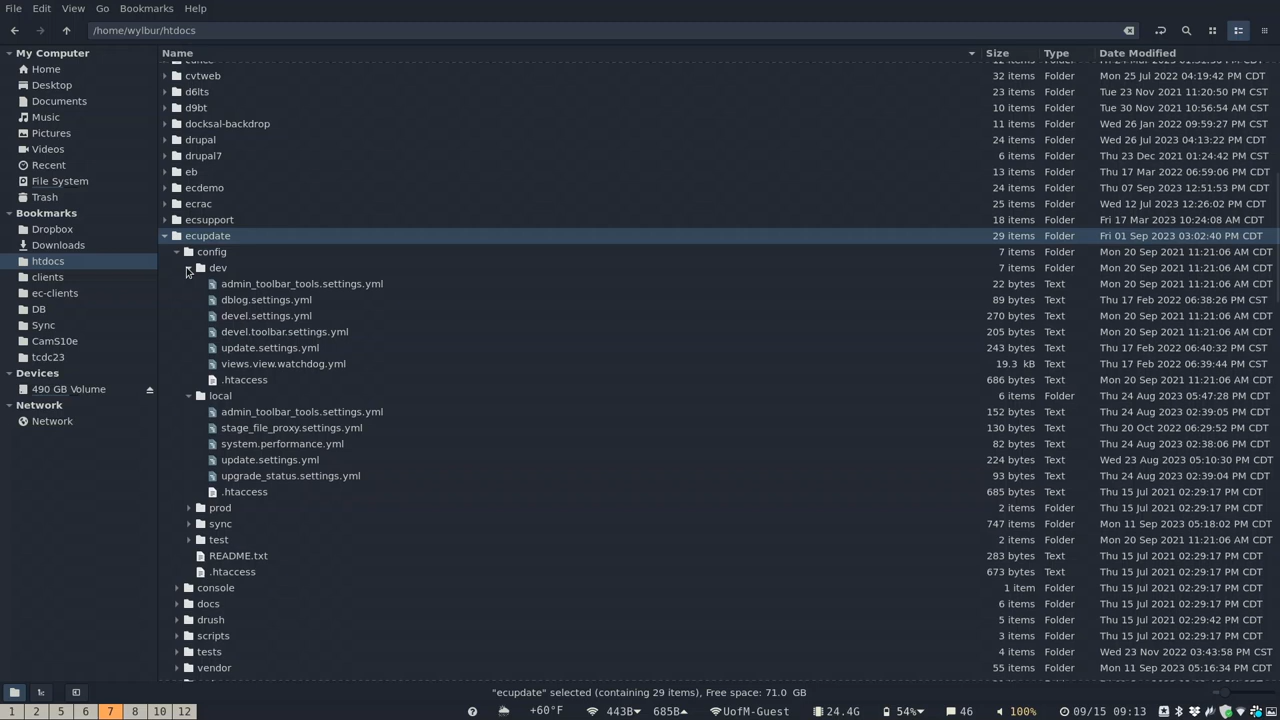 File Edit View Go Bookmarks Help
/home/wylbur/htdocs
My Computer
Home
Desktop
Documents
Music
Pictures
Videos
Recent
File System
Trash
Bookmarks
Dropbox
Downloads
htdocs
clients
ec-clients
DB
Sync
CamS10e
tcdc23
Devices
490 GB Volume
Network
Network
Name Size Type Date Modified
cvtweb 32 items Folder Mon 25 Jul 2022 04:19:42 PM CDT
d6lts 23 items Folder Tue 23 Nov 2021 11:20:50 PM CST
d9bt 10 items Folder Tue 30 Nov 2021 10:56:54 AM CST
docksal-backdrop 11 items Folder Wed 26 Jan 2022 09:59:27 PM CST
drupal 24 items Folder Wed 26 Jul 2023 04:13:22 PM CDT
drupal7 6 items Folder Thu 23 Dec 2021 01:24:42 PM CST
eb 13 items Folder Thu 17 Mar 2022 06:59:06 PM CDT
ecdemo 24 items Folder Thu 07 Sep 2023 12:51:53 PM CDT
ecrac 25 items Folder Wed 12 Jul 2023 12:26:02 PM CDT
ecsupport 18 items Folder Fri 17 Mar 2023 10:24:08 AM CDT
ecupdate 29 items Folder Fri 01 Sep 2023 03:02:40 PM CDT
config 7 items Folder Mon 20 Sep 2021 11:21:06 AM CDT
dev 7 items Folder Mon 20 Sep 2021 11:21:06 AM CDT
admin_toolbar_tools.settings.yml 22 bytes Text Mon 20 Sep 2021 11:21:06 AM CDT
dblog.settings.yml 89 bytes Text Thu 17 Feb 2022 06:38:26 PM CST
devel.settings.yml 270 bytes Text Mon 20 Sep 2021 11:21:06 AM CDT
devel.toolbar.settings.yml 205 bytes Text Mon 20 Sep 2021 11:21:06 AM CDT
update.settings.yml 243 bytes Text Thu 17 Feb 2022 06:40:32 PM CST
views.view.watchdog.yml 19.3 kB Text Thu 17 Feb 2022 06:39:44 PM CST
.htaccess 686 bytes Text Mon 20 Sep 2021 11:21:06 AM CDT
local 6 items Folder Thu 24 Aug 2023 05:47:28 PM CDT
admin_toolbar_tools.settings.yml 152 bytes Text Thu 24 Aug 2023 02:39:05 PM CDT
stage_file_proxy.settings.yml 130 bytes Text Thu 20 Oct 2022 06:29:52 PM CDT
system.performance.yml 82 bytes Text Thu 24 Aug 2023 02:38:06 PM CDT
update.settings.yml 224 bytes Text Wed 23 Aug 2023 05:10:30 PM CDT
upgrade_status.settings.yml 93 bytes Text Thu 24 Aug 2023 02:39:04 PM CDT
.htaccess 685 bytes Text Thu 15 Jul 2021 02:29:17 PM CDT
prod 2 items Folder Thu 15 Jul 2021 02:29:17 PM CDT
sync 747 items Folder Mon 11 Sep 2023 05:18:02 PM CDT
test 2 items Folder Mon 20 Sep 2021 11:21:06 AM CDT
README.txt 283 bytes Text Thu 15 Jul 2021 02:29:17 PM CDT
.htaccess 673 bytes Text Thu 15 Jul 2021 02:29:17 PM CDT
console 1 item Folder Thu 15 Jul 2021 02:29:17 PM CDT
docs 6 items Folder Thu 15 Jul 2021 02:29:17 PM CDT
drush 5 items Folder Thu 15 Jul 2021 02:29:42 PM CDT
scripts 3 items Folder Thu 15 Jul 2021 02:29:17 PM CDT
tests 4 items Folder Wed 23 Nov 2022 03:43:58 PM CST
vendor 55 items Folder Mon 11 Sep 2023 05:16:34 PM CDT
"ecupdate" selected (containing 29 items), Free space: 71.0 GB
1 2 5 6 7 8 10 12 +60°F 443B 685B UofM-Guest 24.4G 54% 46 100% 09/15 09:13